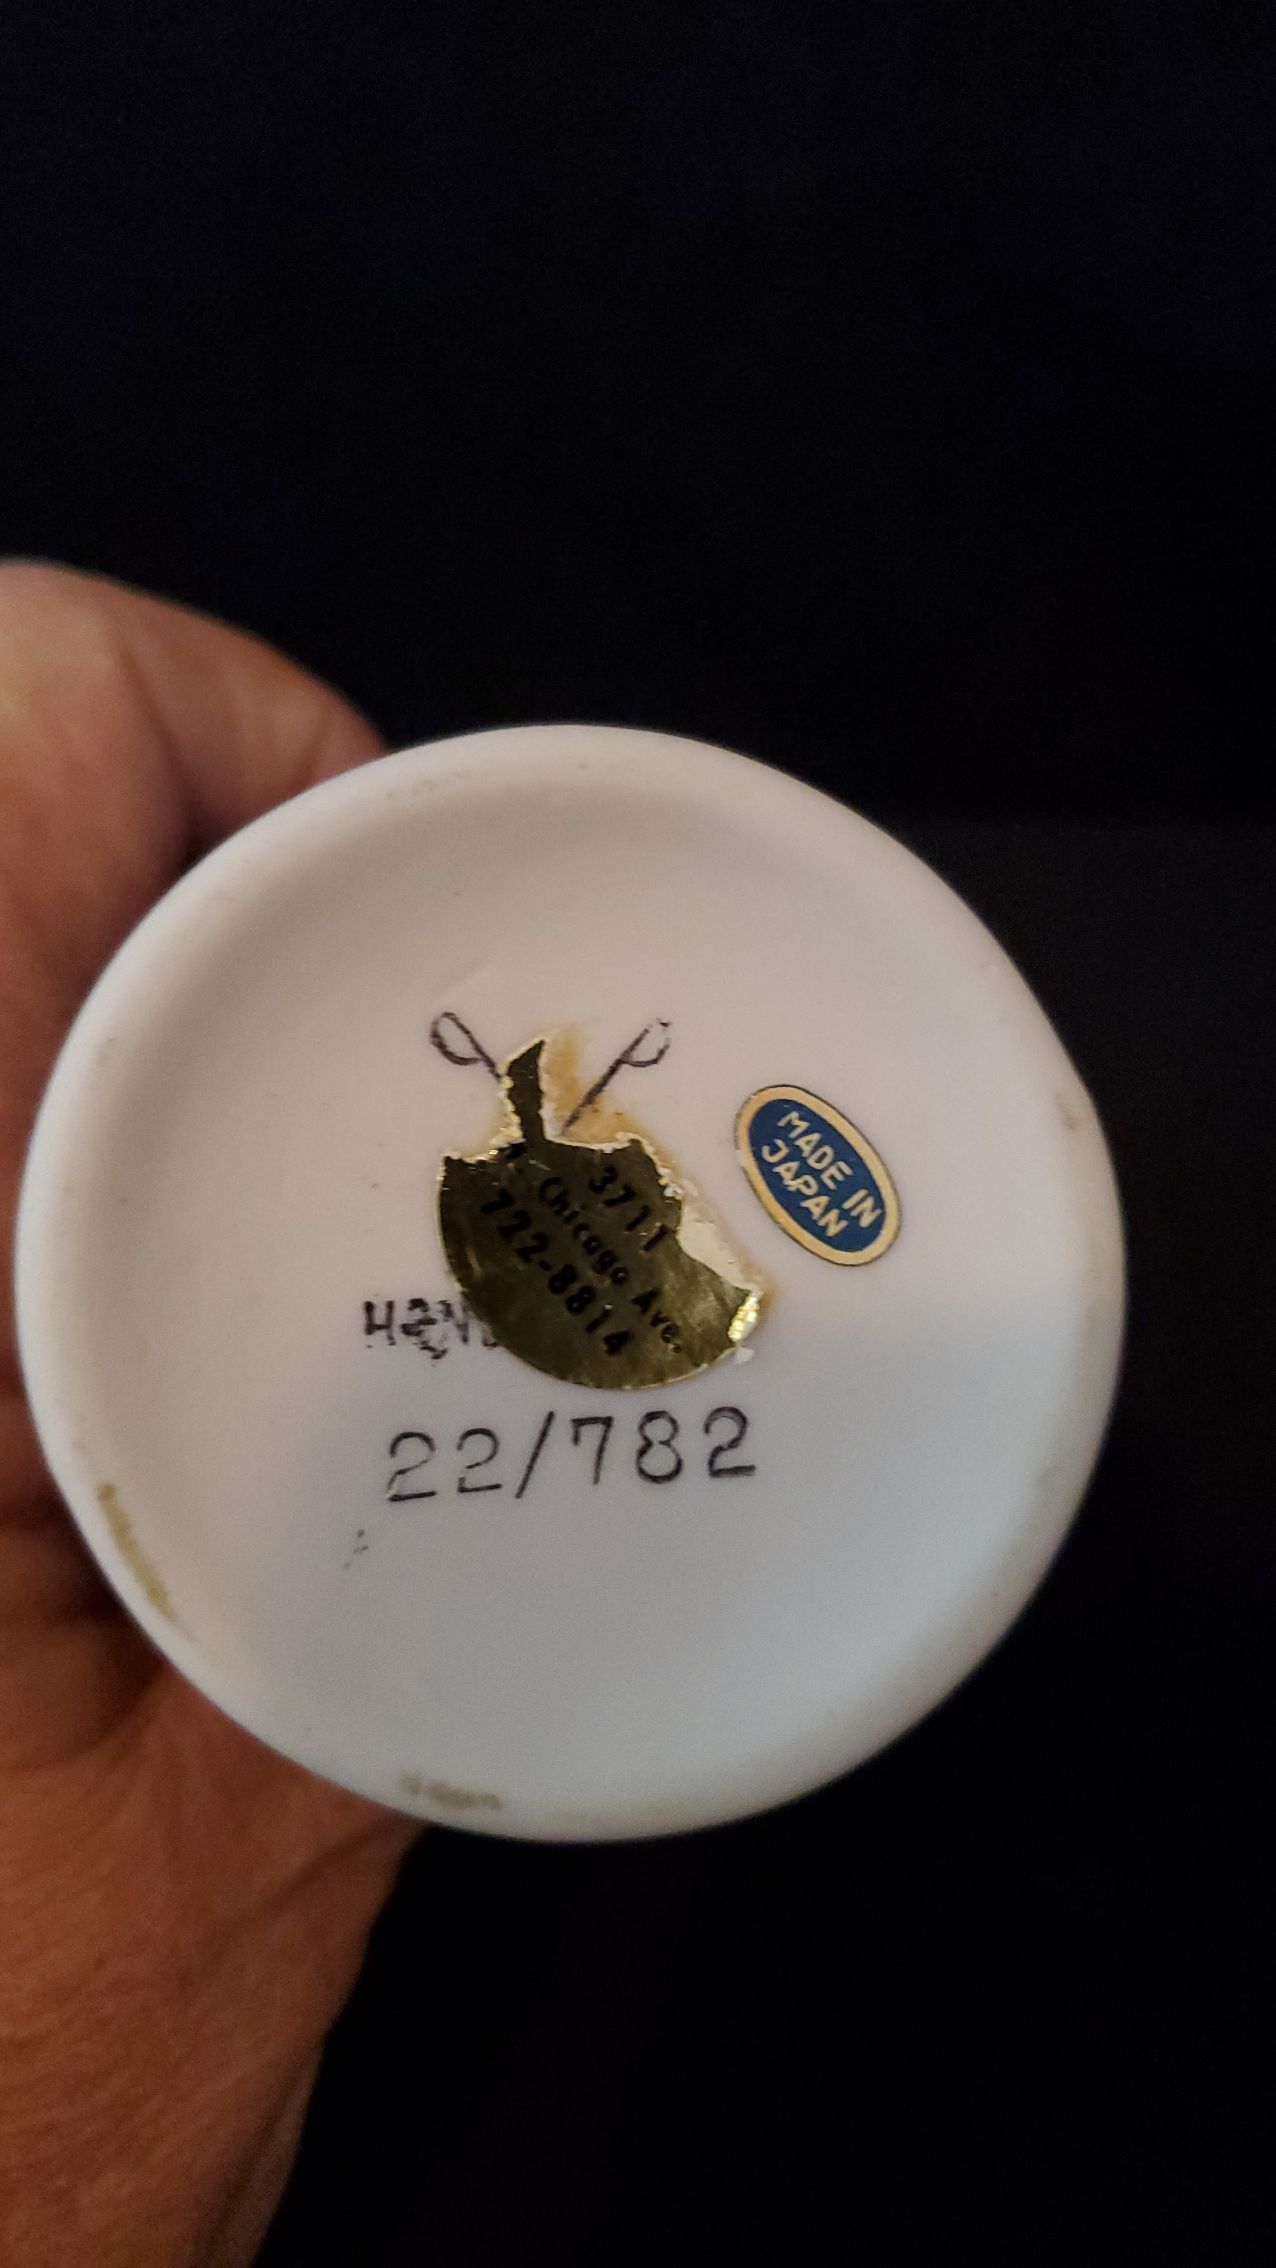 3711
Chicago Ave.
722-8814
MADE IN
JAPAN
22/782